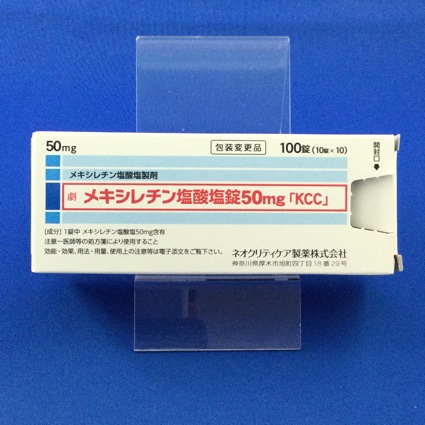 50mg
包装変更品
100錠(10錠×10)
開封口
メキシレチン塩酸塩製剤
劇 メキシレチン塩酸塩錠50mg「KCC」
[成分] 1錠中 メキシレチン塩酸塩50mg含有
注意ー医師等の処方箋により使用すること
効能・効果、用法・用量、使用上の注意等は電子添文をご覧下さい。
ネオクリティケア製薬株式会社
神奈川県厚木市旭町四丁目18番29号